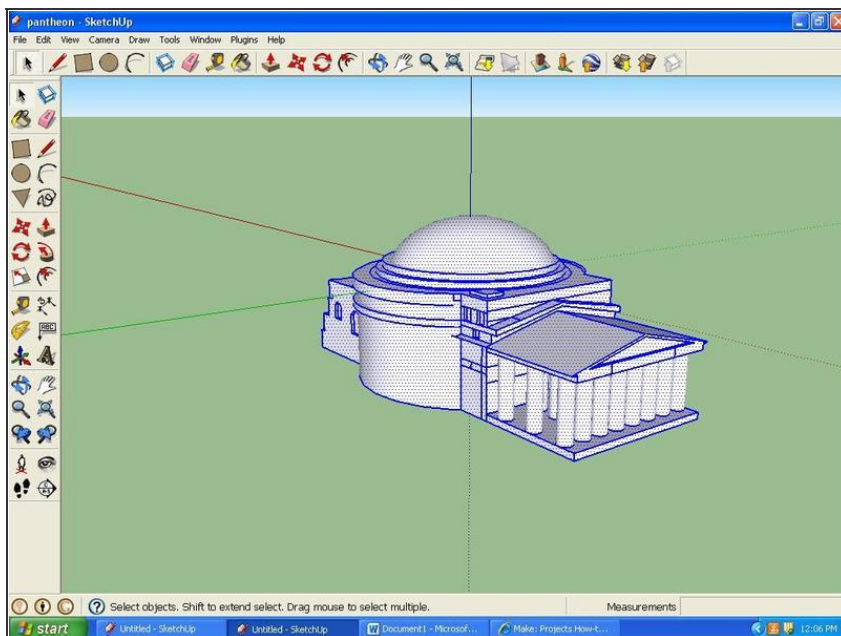 pantheon - SketchUp
File Edit View Camera Draw Tools Window Plugins Help
ABC
Select objects. Shift to extend select. Drag mouse to select multiple.
Measurements
start
Untitled - SketchUp
Untitled - SketchUp
Document1 - Microsof...
Make: Projects How-t...
12:06 PM